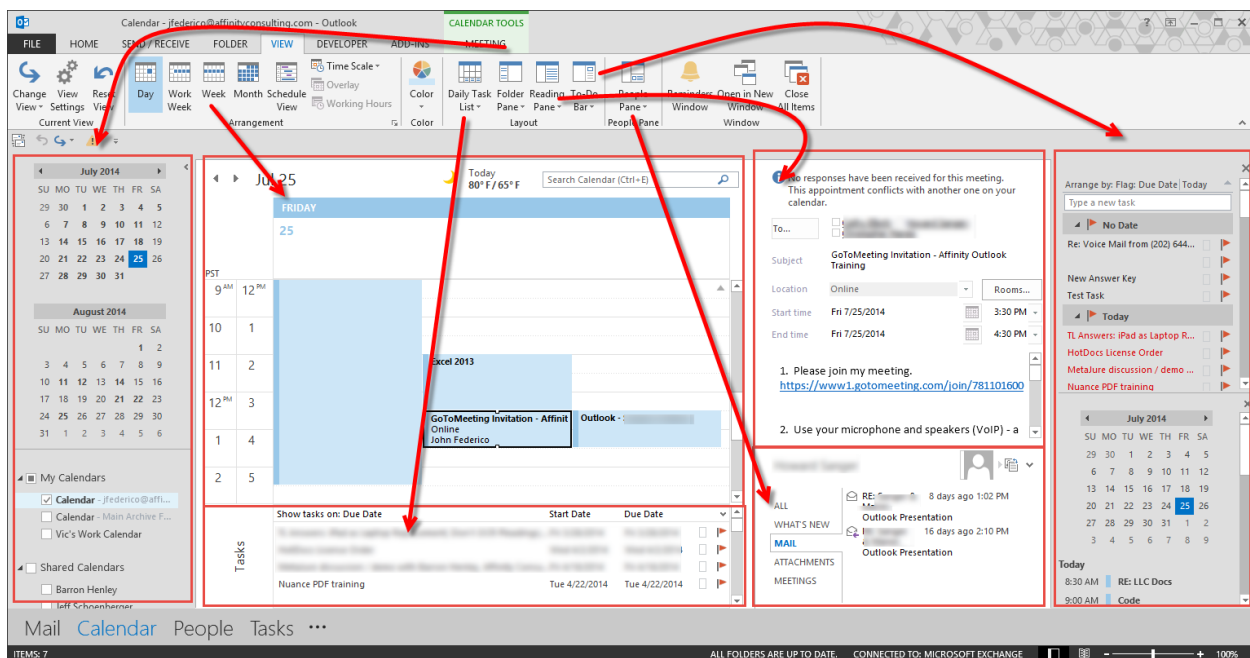 Calendar - jfederico@affinityconsulting.com - Outlook
CALENDAR TOOLS
FILE HOME SEND / RECEIVE FOLDER VIEW DEVELOPER ADD-INS MEETING
Change View View Settings Reset View
Day Work Week Week Month Schedule View
Time Scale
Overlay
Working Hours
Color
Daily Task List Folder Pane Reading Pane To-Do Bar
People Pane
Reminders Window Open in New Window Close All Items
Current View Arrangement Color Layout People Pane Window
July 2014
SU MO TU WE TH FR SA
29 30 1 2 3 4 5
6 7 8 9 10 11 12
13 14 15 16 17 18 19
20 21 22 23 24 25 26
27 28 29 30 31
August 2014
SU MO TU WE TH FR SA
1 2
3 4 5 6 7 8 9
10 11 12 13 14 15 16
17 18 19 20 21 22 23
24 25 26 27 28 29 30
31 1 2 3 4 5 6
My Calendars
Calendar - jfederico@affi...
Calendar - Main Archive F...
Vic's Work Calendar
Shared Calendars
Barron Henley
Jeff Schoenberger
Jul 25
Today
80° F / 65° F
Search Calendar (Ctrl+E)
FRIDAY
25
PST
9 AM 12 PM
10 1
11 2
12 PM 3
1 4
2 5
Excel 2013
GoToMeeting Invitation - Affinit
Online
John Federico
Outlook -
Tasks
Show tasks on: Due Date Start Date Due Date
Nuance PDF training Tue 4/22/2014 Tue 4/22/2014
No responses have been received for this meeting.
This appointment conflicts with another one on your
calendar.
To...
Subject GoToMeeting Invitation - Affinity Outlook
Training
Location Online Rooms...
Start time Fri 7/25/2014 3:30 PM
End time Fri 7/25/2014 4:30 PM
1. Please join my meeting.
https://www1.gotomeeting.com/join/781101600
2. Use your microphone and speakers (VoIP) - a
ALL
WHAT'S NEW
MAIL
ATTACHMENTS
MEETINGS
RE: 8 days ago 1:02 PM
Outlook Presentation
16 days ago 2:10 PM
Outlook Presentation
Arrange by: Flag: Due Date Today
Type a new task
No Date
Re: Voice Mail from (202) 644...
New Answer Key
Test Task
Today
TL Answers: iPad as Laptop R...
HotDocs License Order
MetaJure discussion / demo ...
Nuance PDF training
July 2014
SU MO TU WE TH FR SA
29 30 1 2 3 4 5
6 7 8 9 10 11 12
13 14 15 16 17 18 19
20 21 22 23 24 25 26
27 28 29 30 31 1 2
3 4 5 6 7 8 9
Today
8:30 AM RE: LLC Docs
9:00 AM Code
Mail Calendar People Tasks •••
ITEMS: 7
ALL FOLDERS ARE UP TO DATE. CONNECTED TO: MICROSOFT EXCHANGE 100%